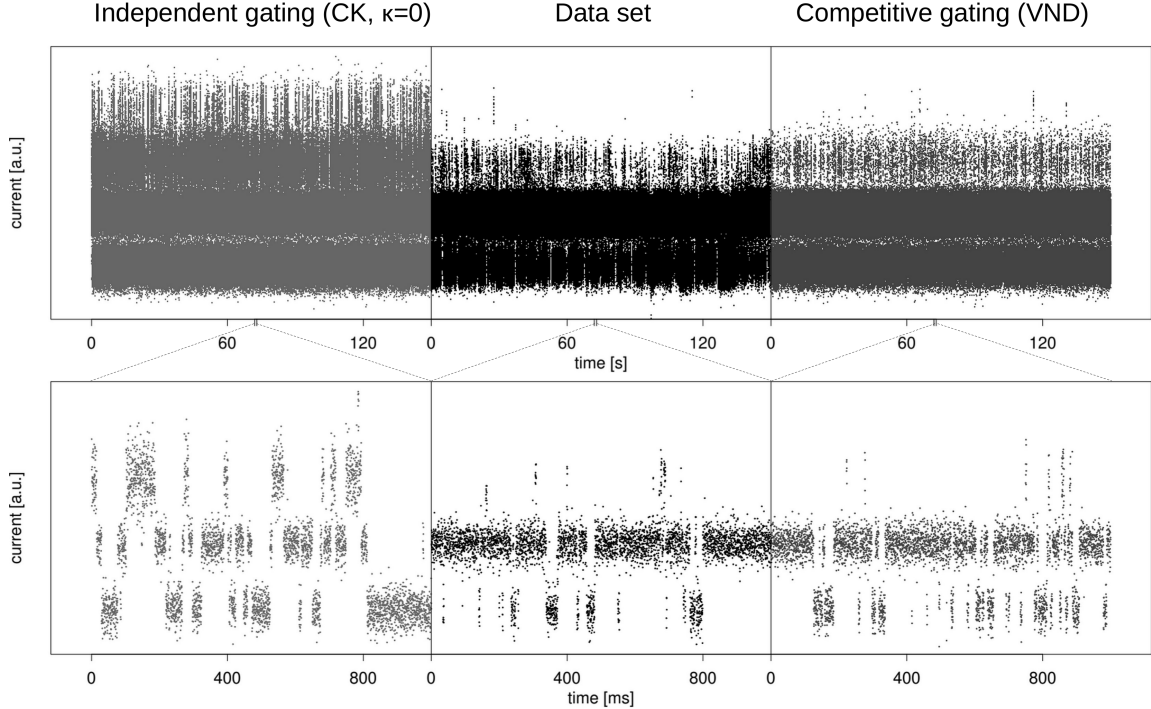 Independent gating (CK, κ=0) Data set Competitive gating (VND)
current [a.u.]
0 60 120 0 60 120 0 60 120
time [s]
current [a.u.]
0 400 800 0 400 800 0 400 800
time [ms]